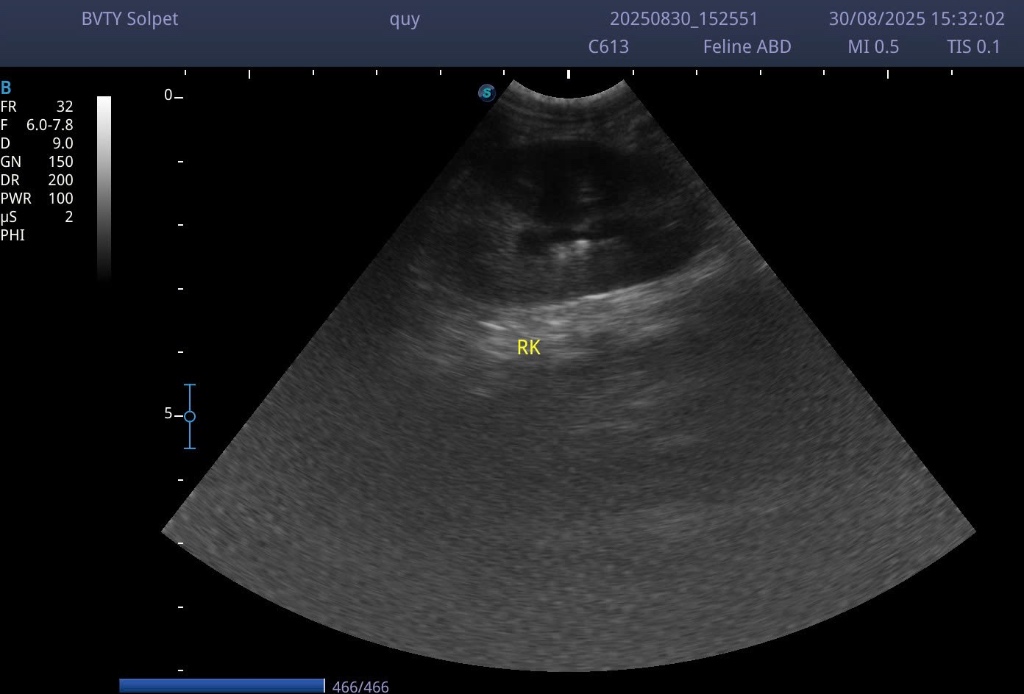 BVTY Solpet quy 20250830_152551 30/08/2025 15:32:02
C613 Feline ABD MI 0.5 TIS 0.1
B
FR 32
F 6.0-7.8
D 9.0
GN 150
DR 200
PWR 100
µS 2
PHI
0
S
RK
5
466/466